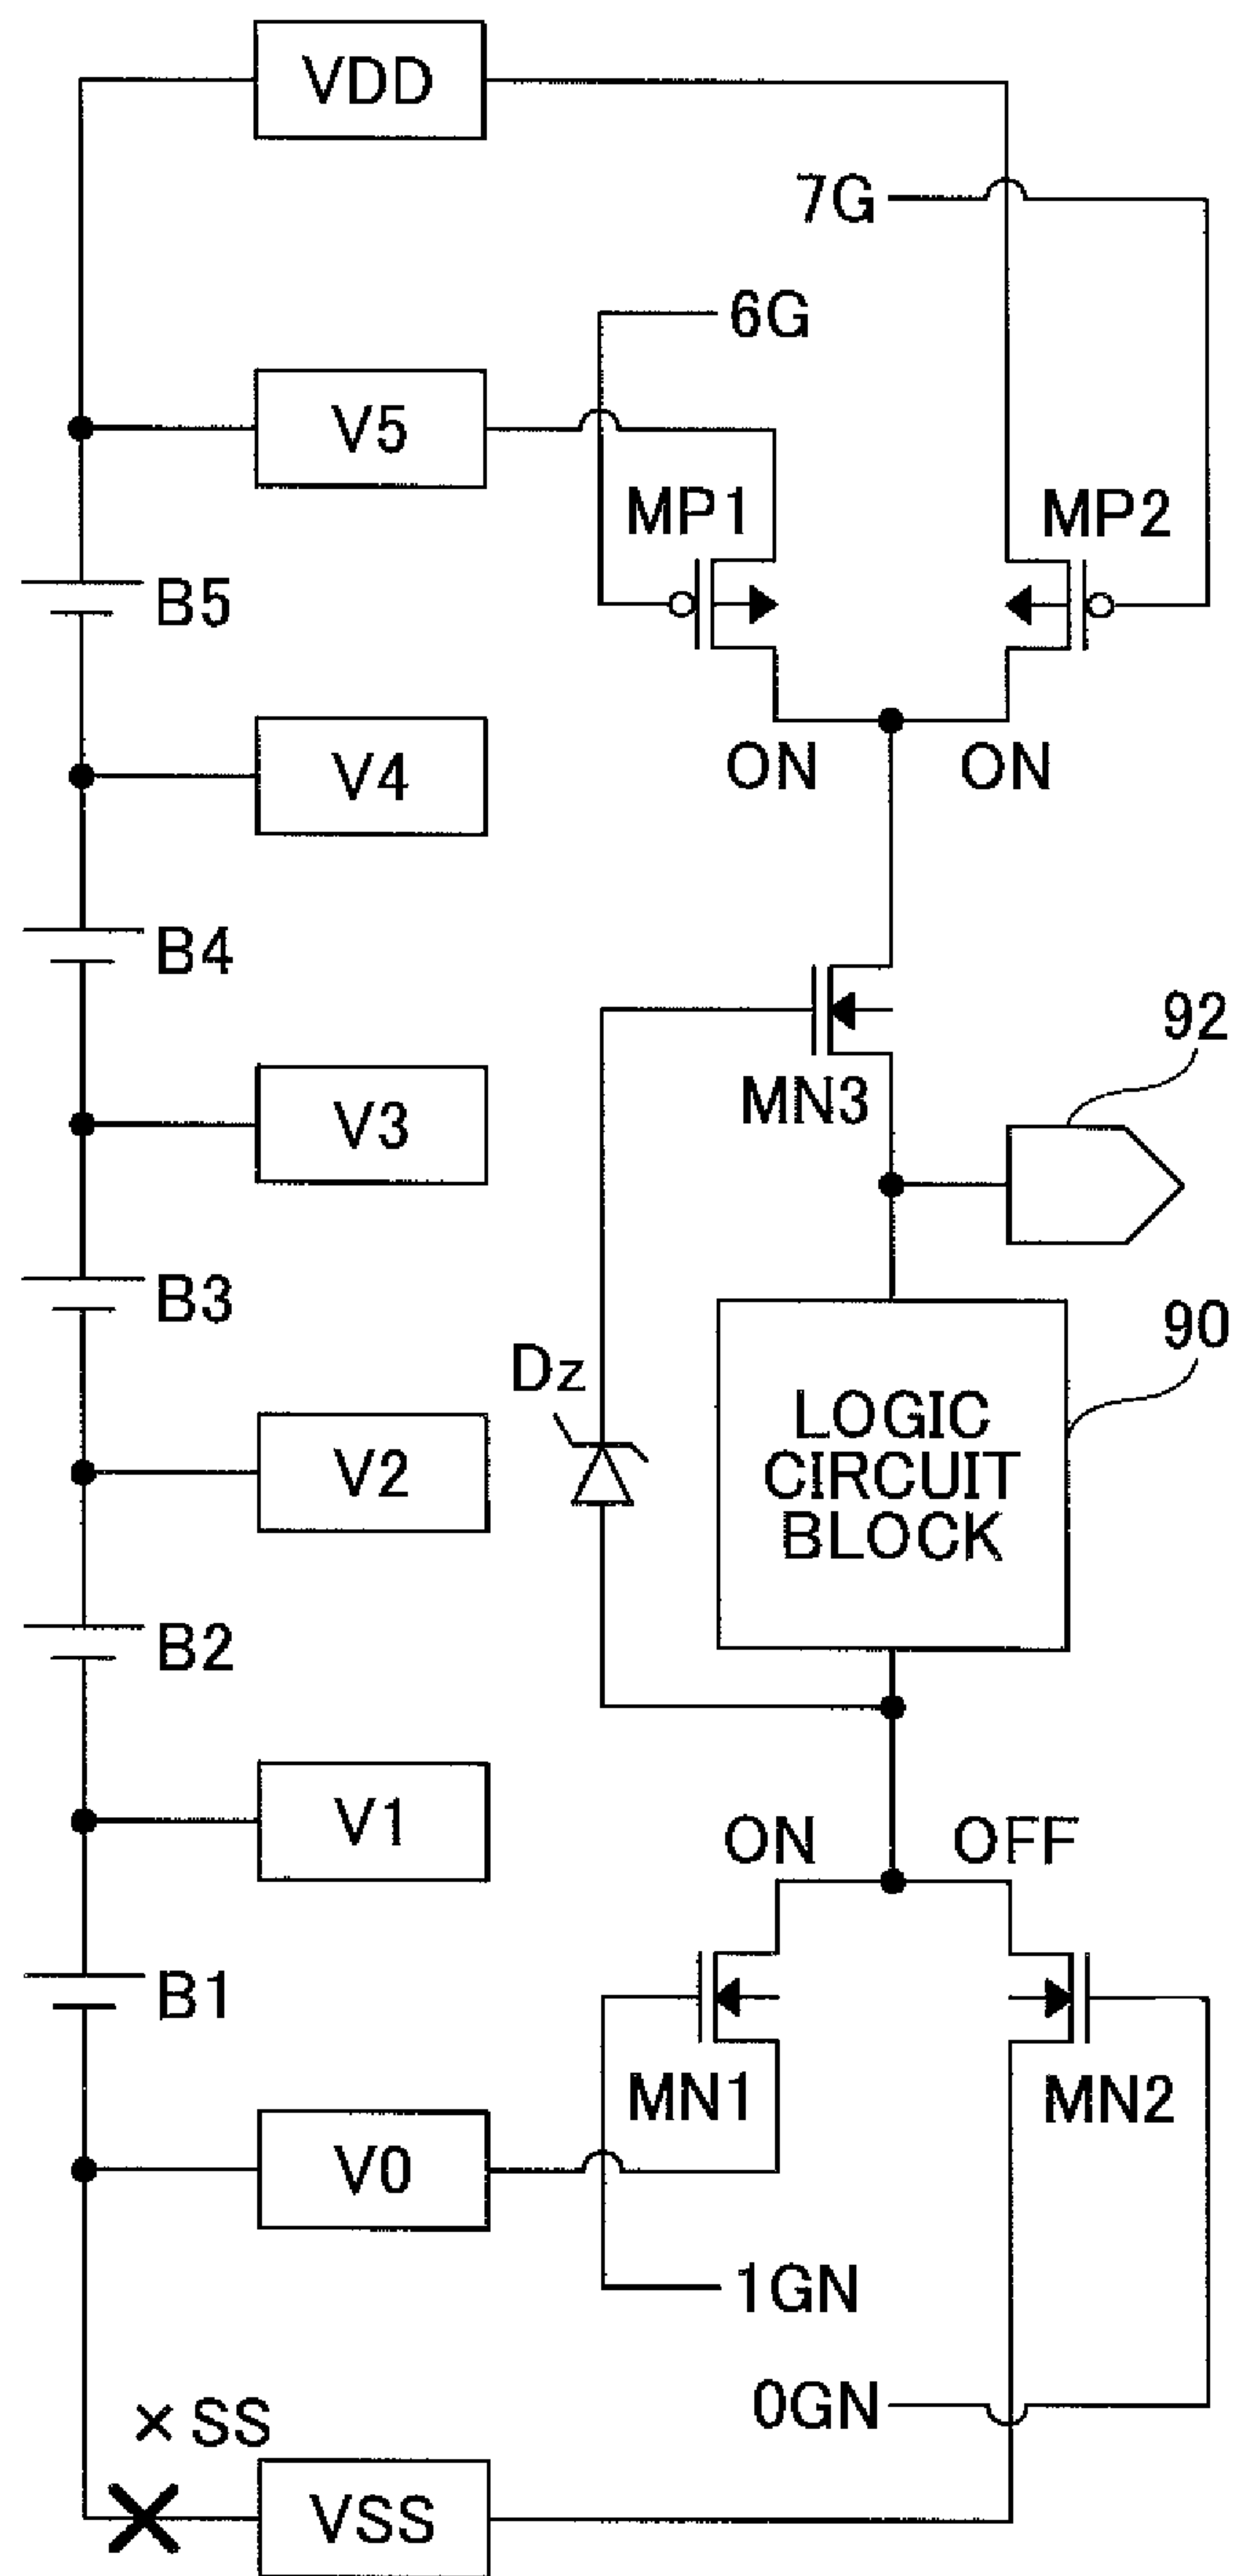 VDD
7G
6G
V5
MP1
MP2
B5
ON
ON
V4
B4
92
MN3
V3
B3
90
Dz
LOGIC
CIRCUIT
BLOCK
V2
B2
ON
OFF
V1
B1
MN1
MN2
V0
1GN
0GN
× SS
VSS